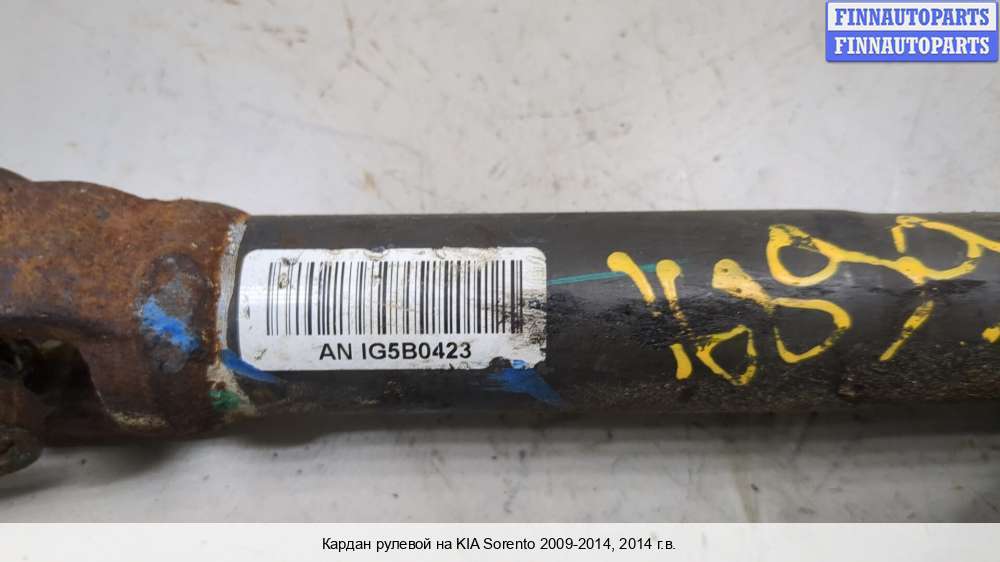 FINNAUTOPARTS
FINNAUTOPARTS
AN IG5B0423
Кардан рулевой на KIA Sorento 2009-2014, 2014 г.в.